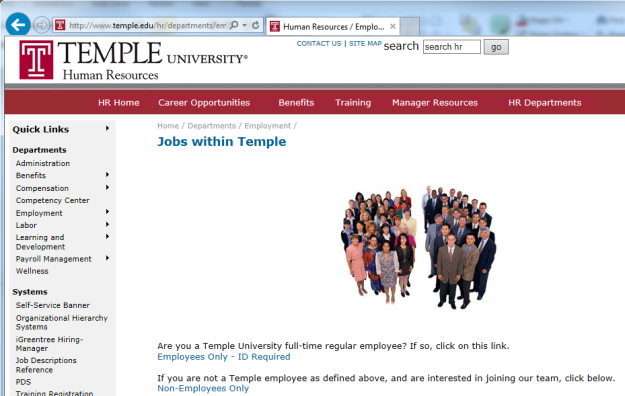 http://www.temple.edu/hr/departments/em
Human Resources / Emplo...
TEMPLE UNIVERSITY®
Human Resources
CONTACT US | SITE MAP
search search hr go
HR Home Career Opportunities Benefits Training Manager Resources HR Departments
Quick Links
Departments
Administration
Benefits
Compensation
Competency Center
Employment
Labor
Learning and
Development
Payroll Management
Wellness
Systems
Self-Service Banner
Organizational Hierarchy
Systems
iGreentree Hiring-
Manager
Job Descriptions
Reference
PDS
Training Registration
Home / Departments / Employment /
Jobs within Temple
Are you a Temple University full-time regular employee? If so, click on this link.
Employees Only - ID Required
If you are not a Temple employee as defined above, and are interested in joining our team, click below.
Non-Employees Only